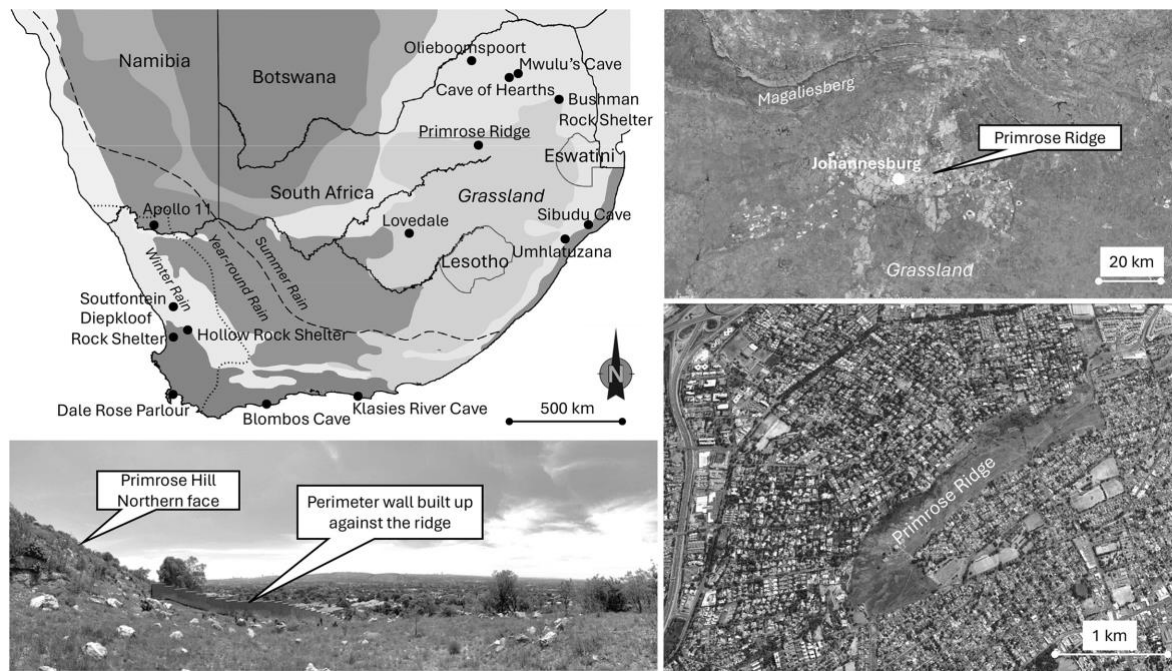 Namibia
Botswana
Olieboomspoort
Mwulu's Cave
Cave of Hearths
Bushman
Rock Shelter
Primrose Ridge
Eswatini
South Africa
Grassland
Apollo 11
Lovedale
Sibudu Cave
Umhlatuzana
Lesotho
Winter Rain
Year-round Rain
Summer Rain
Soutfontein
Diepkloof
Rock Shelter
Hollow Rock Shelter
Dale Rose Parlour
Blombos Cave
Klasies River Cave
N
500 km
Magaliesberg
Primrose Ridge
Johannesburg
Grassland
20 km
Primrose Hill
Northern face
Perimeter wall built up
against the ridge
Primrose Ridge
1 km